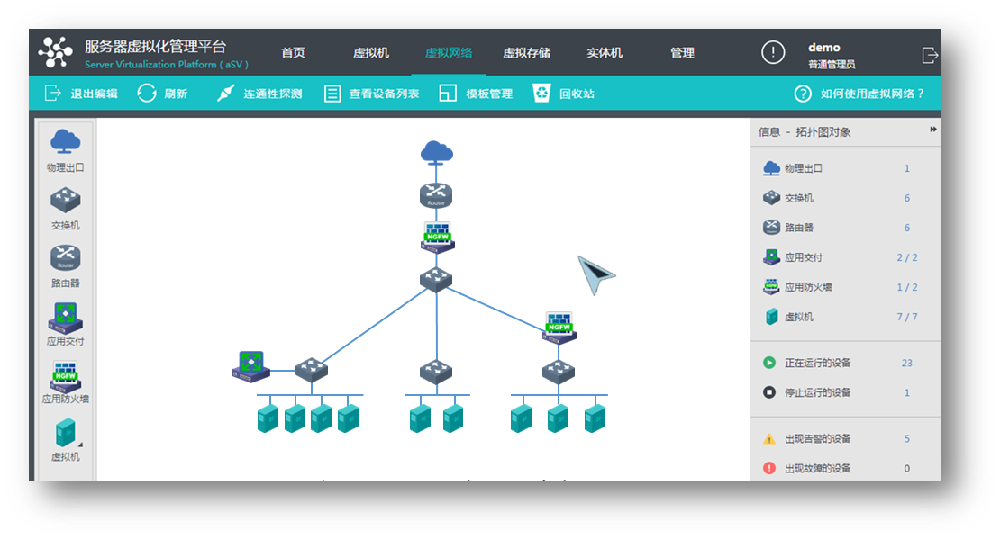 服务器虚拟化管理平台
Server Virtualization Platform ( aSV )
首页 虚拟机 虚拟网络 虚拟存储 实体机 管理
demo
普通管理员
退出编辑 刷新 连通性探测 查看设备列表 模板管理 回收站 如何使用虚拟网络？
物理出口
交换机
Router
路由器
应用交付
NGFW
应用防火墙
虚拟机
Router
NGFW
NGFW
信息 - 拓扑图对象
物理出口 1
交换机 6
路由器 6
应用交付 2 / 2
应用防火墙 1 / 2
虚拟机 7 / 7
正在运行的设备 23
停止运行的设备 1
出现告警的设备 5
出现故障的设备 0